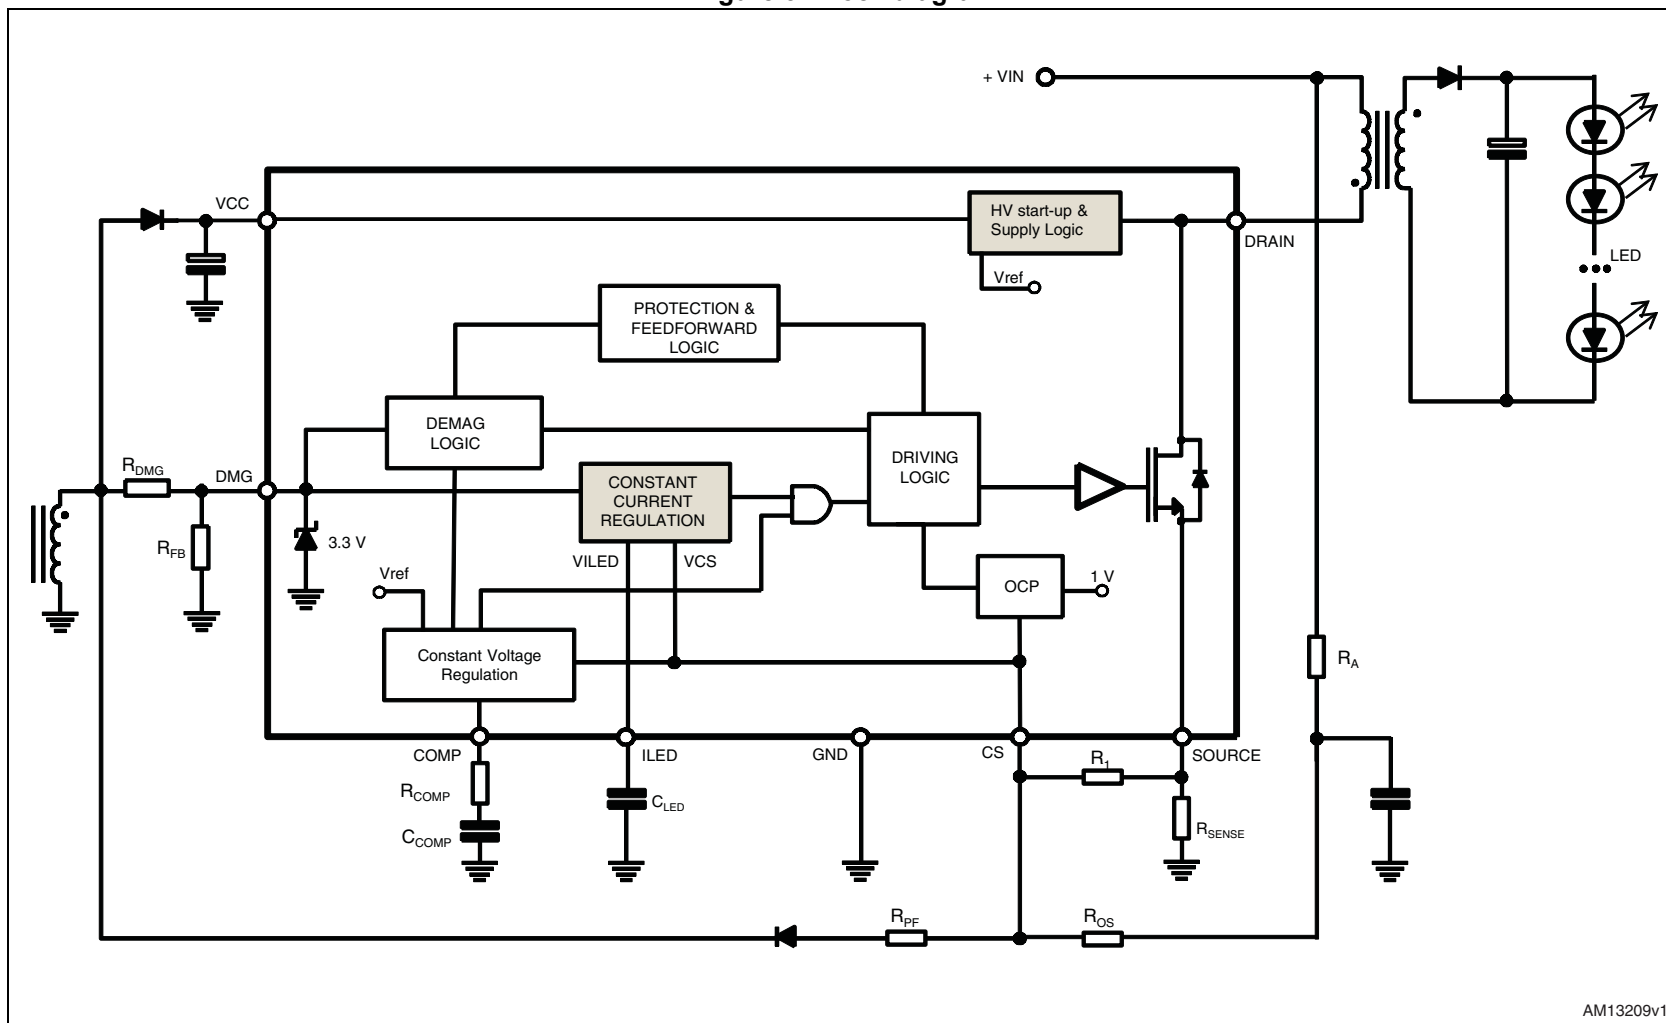 + VIN
VCC
HV start-up &
Supply Logic
DRAIN
Vref
LED
PROTECTION &
FEEDFORWARD
LOGIC
DEMAG
LOGIC
DRIVING
LOGIC
RDMG
DMG
CONSTANT
CURRENT
REGULATION
RFB
3.3 V
VILED
VCS
Vref
OCP
1 V
Constant Voltage
Regulation
RA
COMP
ILED
GND
CS
SOURCE
R1
RCOMP
CLED
RSENSE
CCOMP
RPF
ROS
AM13209v1